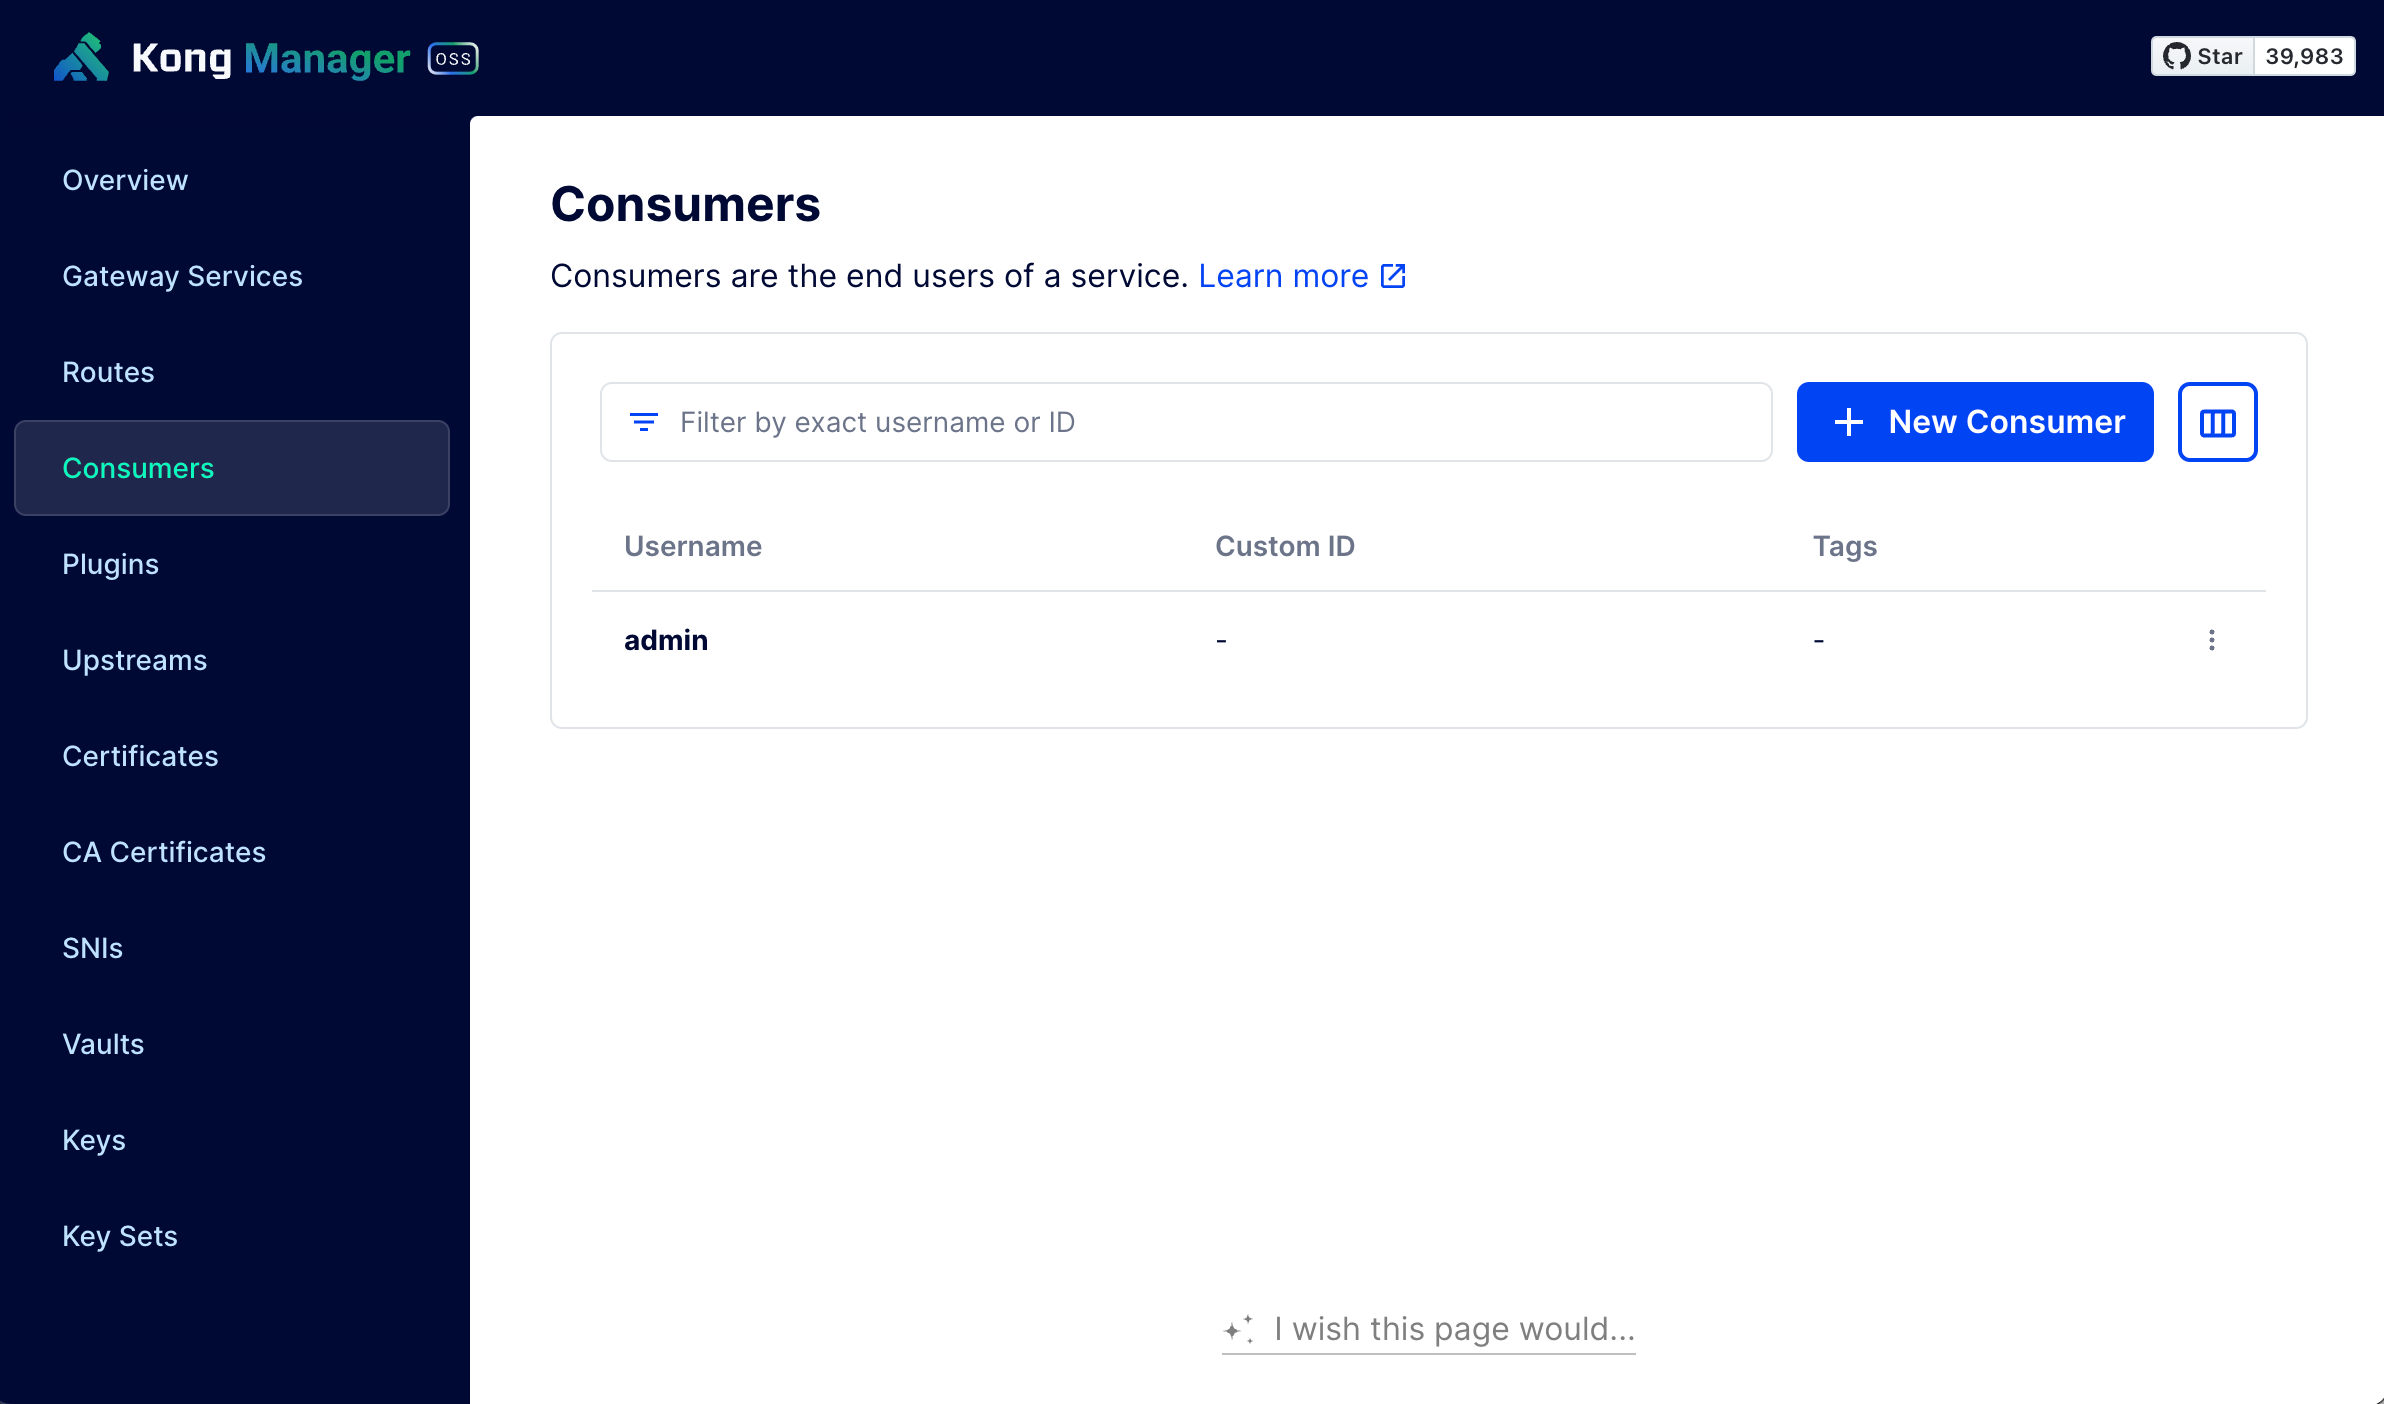 Kong Manager OSS
Star 39,983
Overview
Gateway Services
Routes
Consumers
Plugins
Upstreams
Certificates
CA Certificates
SNIs
Vaults
Keys
Key Sets
Consumers
Consumers are the end users of a service. Learn more
Filter by exact username or ID
New Consumer
Username Custom ID Tags
admin - -
I wish this page would...